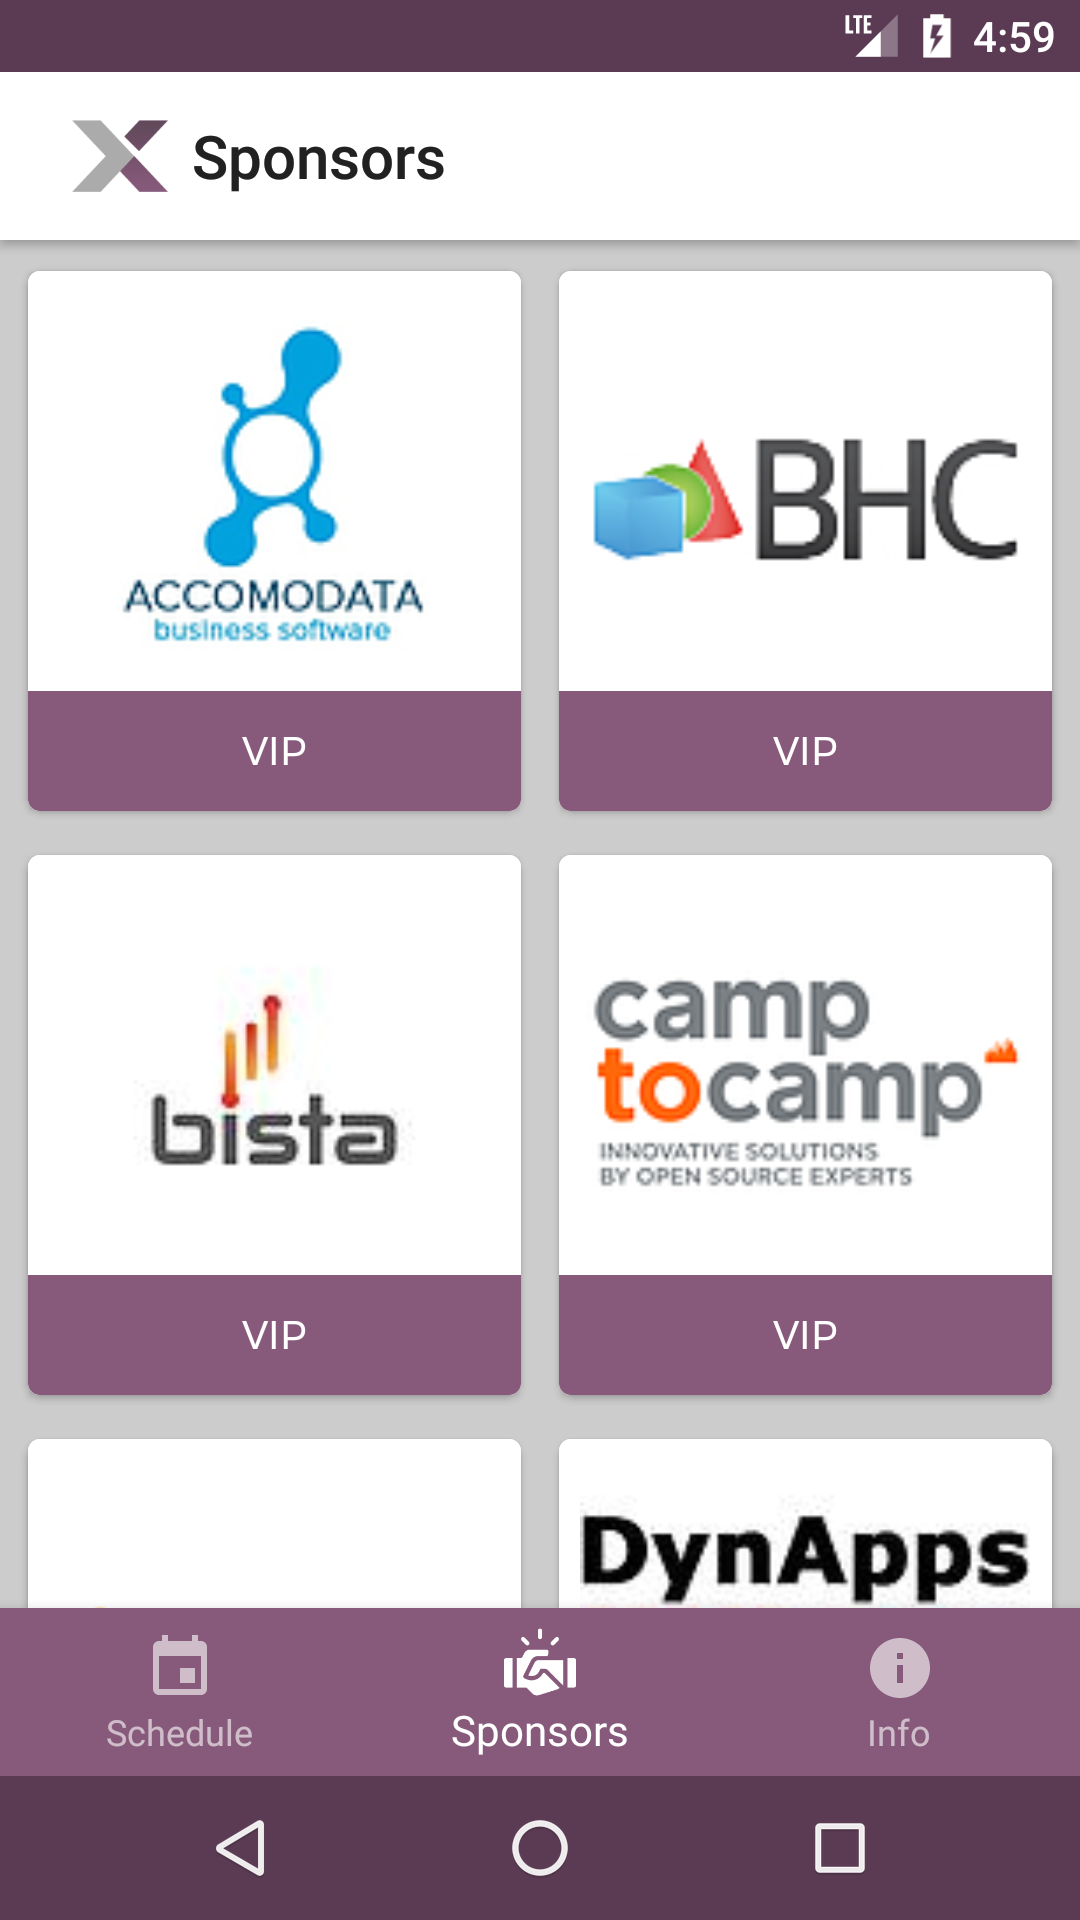 LTE 4:59
Sponsors
ACCOMODATA
business software
VIP
BHC
VIP
bista
VIP
camp
tocamp
INNOVATIVE SOLUTIONS
BY OPEN SOURCE EXPERTS
VIP
DynApps
Schedule
Sponsors
Info